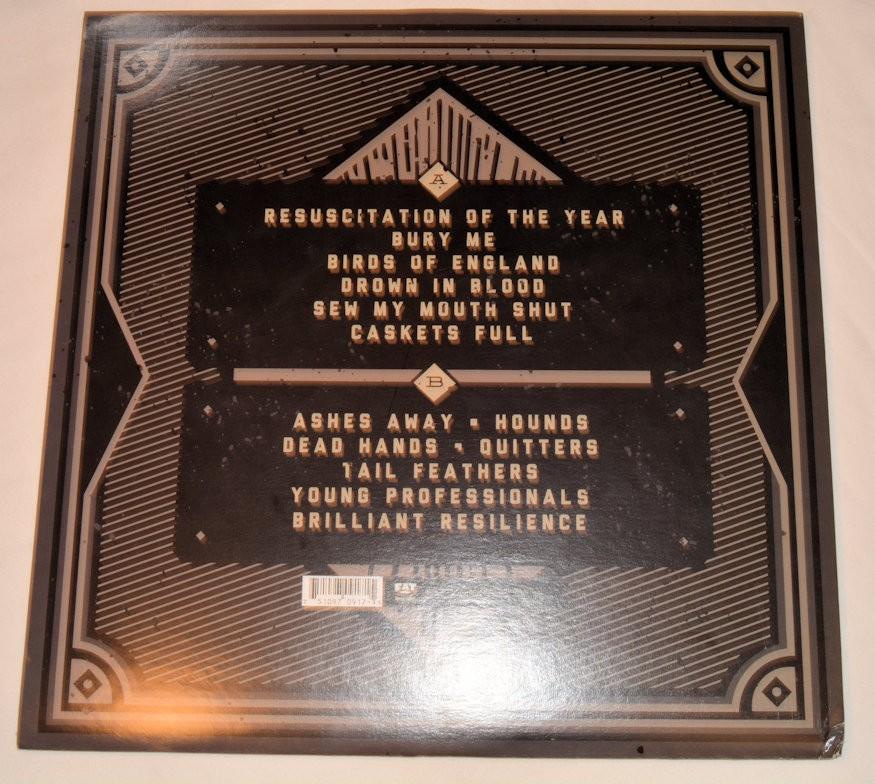 A
RESUSCITATION OF THE YEAR
BURY ME
BIRDS OF ENGLAND
DROWN IN BLOOD
SEW MY MOUTH SHUT
CASKETS FULL
B
ASHES AWAY ▪ HOUNDS
DEAD HANDS ▪ QUITTERS
TAIL FEATHERS
YOUNG PROFESSIONALS
BRILLIANT RESILIENCE